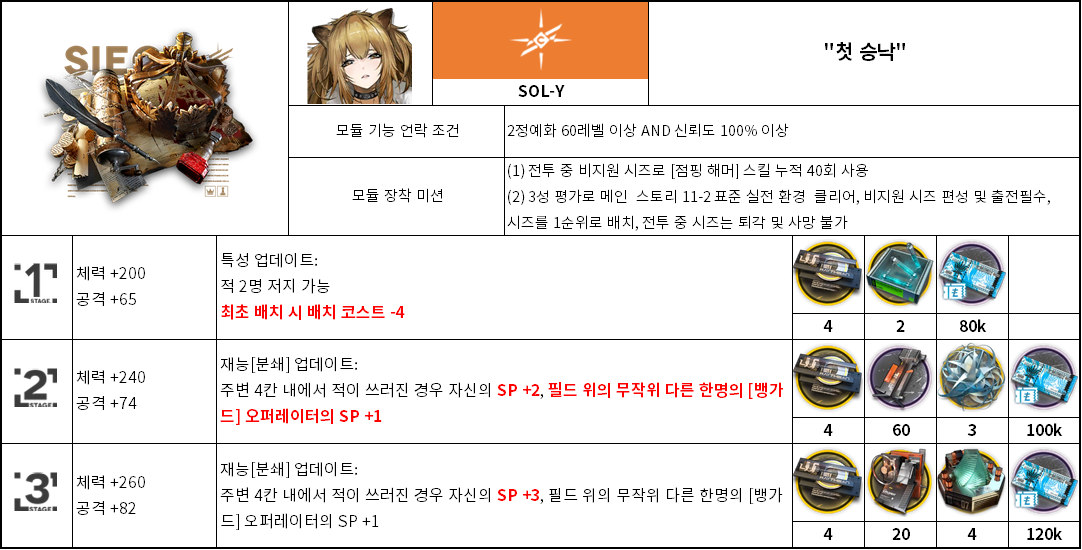 SIEG
SOL-Y
"첫 승낙"
모듈 기능 언락 조건
2정예화 60레벨 이상 AND 신뢰도 100% 이상
모듈 장착 미션
(1) 전투 중 비지원 시즈로 [점핑 해머] 스킬 누적 40회 사용
(2) 3성 평가로 메인 스토리 11-2 표준 실전 환경 클리어, 비지원 시즈 편성 및 출전필수,
시즈를 1순위로 배치, 전투 중 시즈는 퇴각 및 사망 불가
1
STAGE
체력 +200
공격 +65
특성 업데이트:
적 2명 저지 가능
최초 배치 시 배치 코스트 -4
4
2
80k
2
STAGE
체력 +240
공격 +74
재능[분쇄] 업데이트:
주변 4칸 내에서 적이 쓰러진 경우 자신의 SP +2, 필드 위의 무작위 다른 한명의 [뱅가
드] 오퍼레이터의 SP +1
4
60
3
100k
3
STAGE
체력 +260
공격 +82
재능[분쇄] 업데이트:
주변 4칸 내에서 적이 쓰러진 경우 자신의 SP +3, 필드 위의 무작위 다른 한명의 [뱅가
드] 오퍼레이터의 SP +1
4
20
4
120k